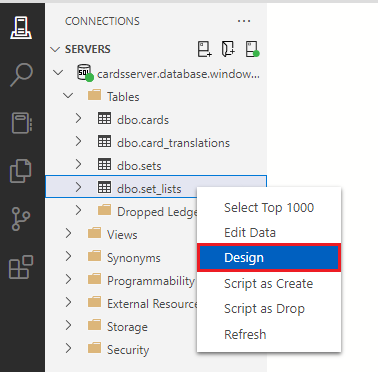 CONNECTIONS
SERVERS
SQL
cardsserver.database.window...
Tables
dbo.cards
dbo.card_translations
dbo.sets
dbo.set_lists
Dropped Ledge
Views
Synonyms
Programmability
External Resource
Storage
Security
Select Top 1000
Edit Data
Design
Script as Create
Script as Drop
Refresh